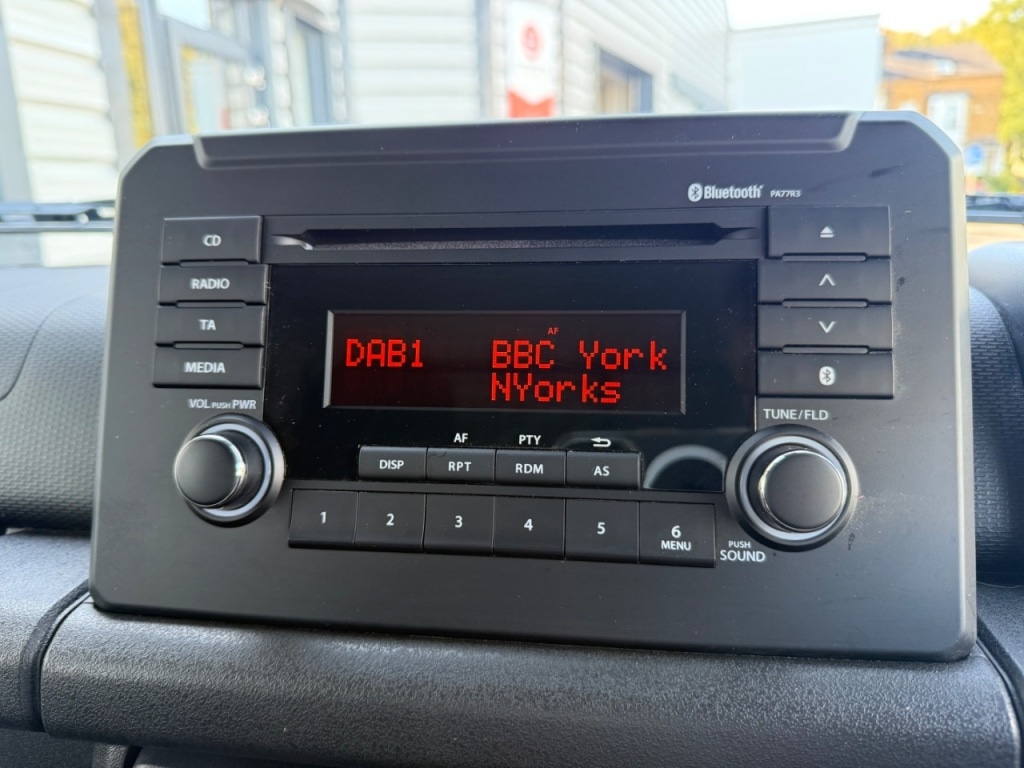 Bluetooth PA77R3
CD
RADIO
TA
MEDIA
AF
DAB1 BBC York
NYorks
VOL PUSH PWR
TUNE/FLD
AF PTY
DISP RPT RDM AS
1 2 3 4 5 6
MENU
PUSH
SOUND